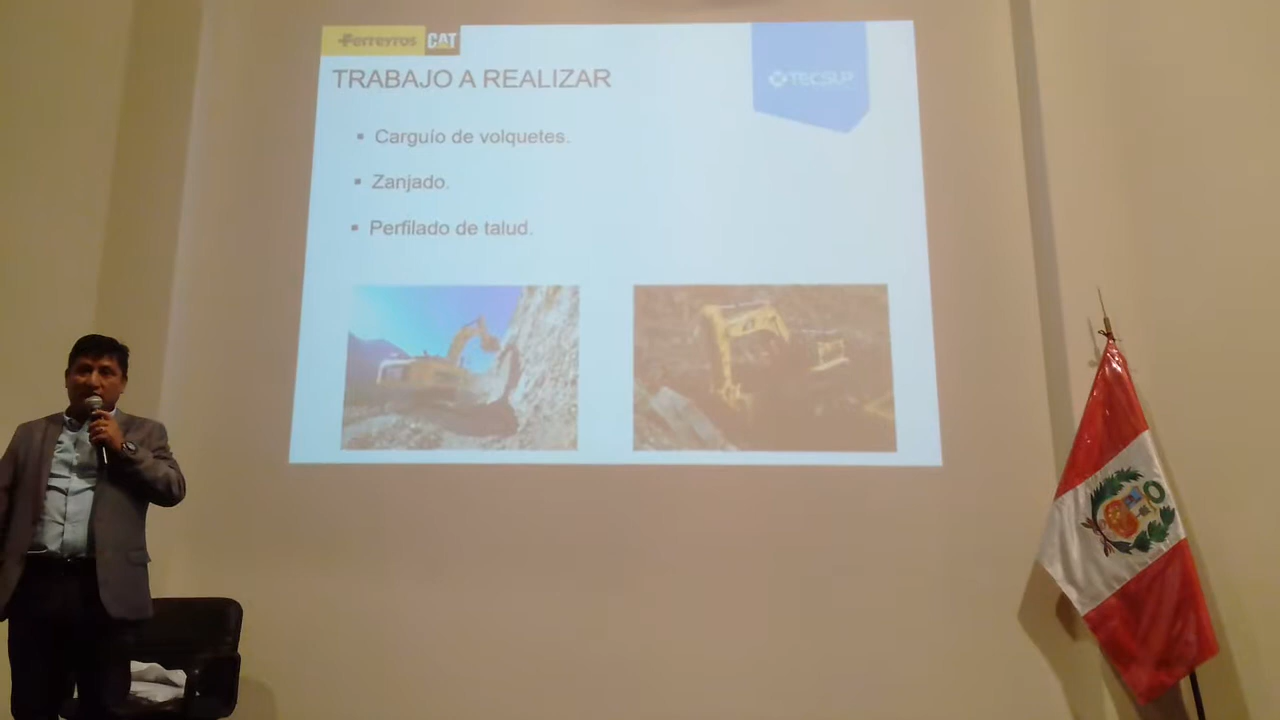 Ferreyros CAT
TECSUP
TRABAJO A REALIZAR
▪ Carguío de volquetes.
▪ Zanjado.
▪ Perfilado de talud.